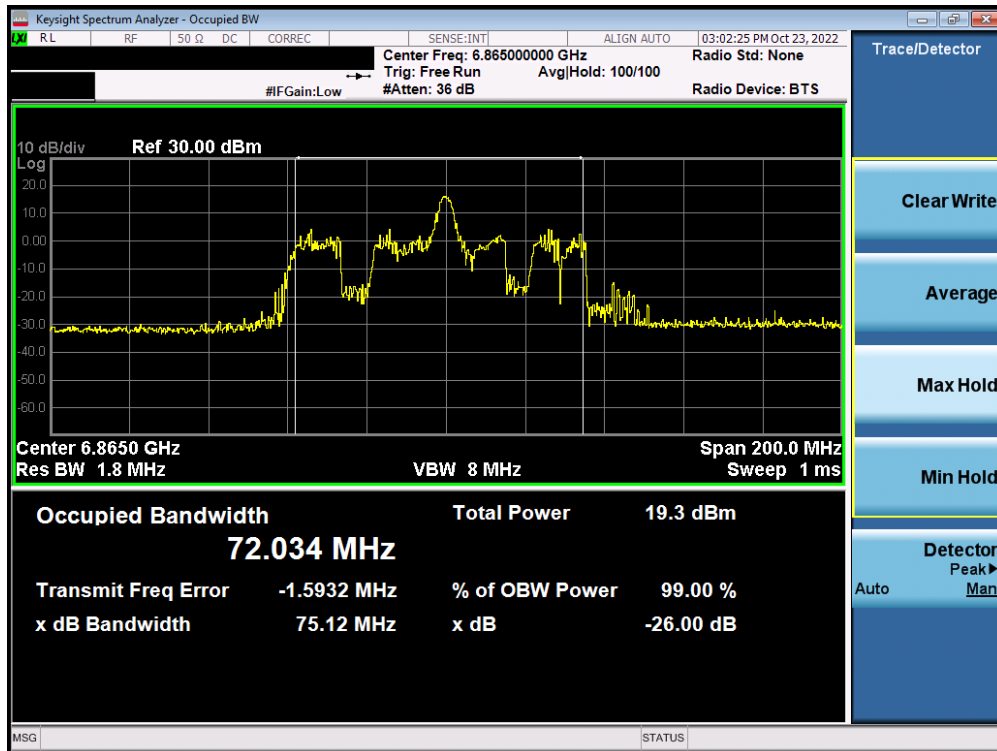 Keysight Spectrum Analyzer - Occupied BW
LXI RL RF 50 Ω DC CORREC SENSE:INT ALIGN AUTO 03:02:25 PM Oct 23, 2022
Center Freq: 6.865000000 GHz Radio Std: None
Trig: Free Run Avg|Hold: 100/100
#IFGain:Low #Atten: 36 dB Radio Device: BTS
10 dB/div Ref 30.00 dBm
Log
20.0
10.0
0.00
-10.0
-20.0
-30.0
-40.0
-50.0
-60.0
Center 6.8650 GHz Span 200.0 MHz
Res BW 1.8 MHz VBW 8 MHz Sweep 1 ms
Occupied Bandwidth Total Power 19.3 dBm
72.034 MHz
Transmit Freq Error -1.5932 MHz % of OBW Power 99.00 %
x dB Bandwidth 75.12 MHz x dB -26.00 dB
MSG STATUS
Trace/Detector
Clear Write
Average
Max Hold
Min Hold
Detector
Peak▶
Auto Man